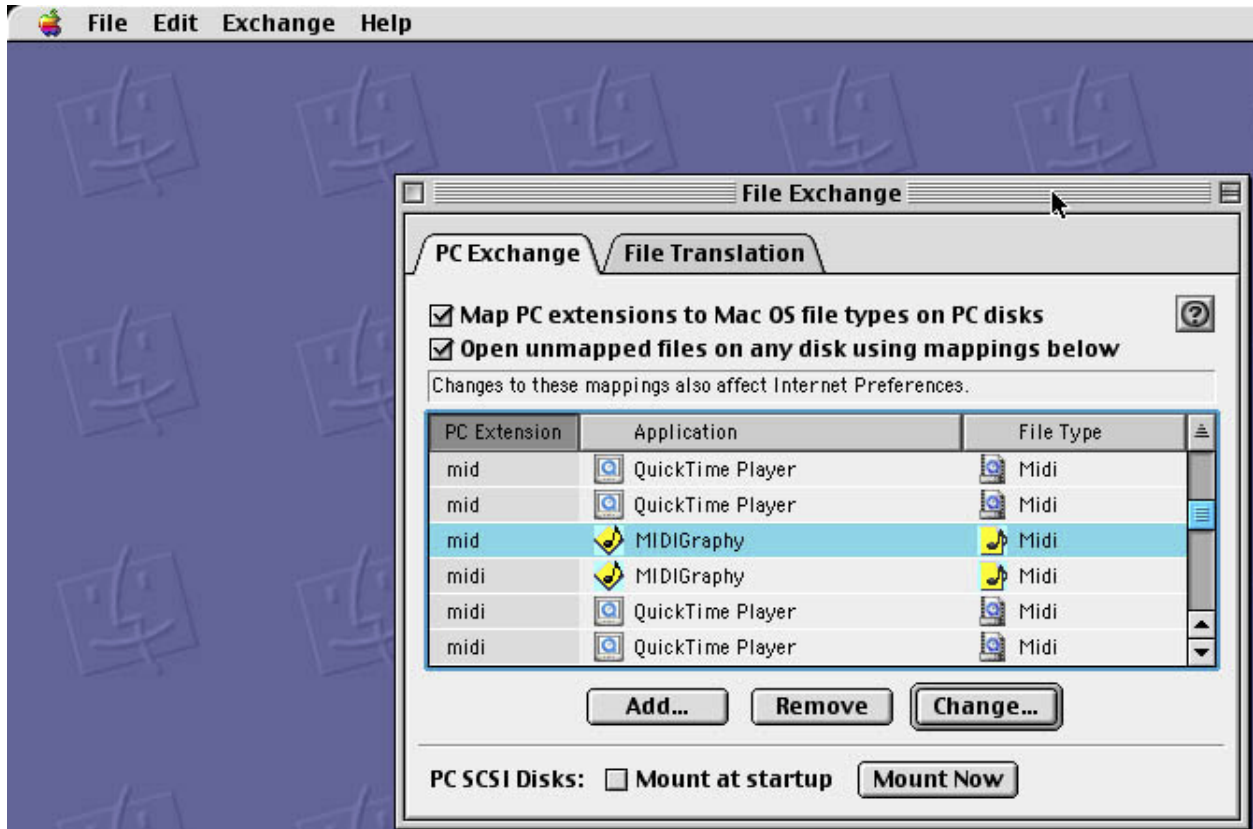 File Edit Exchange Help
File Exchange
PC Exchange File Translation
Map PC extensions to Mac OS file types on PC disks
?
Open unmapped files on any disk using mappings below
Changes to these mappings also affect Internet Preferences.
PC Extension Application File Type
mid QuickTime Player Midi
mid QuickTime Player Midi
mid MIDIGraphy Midi
midi MIDIGraphy Midi
midi QuickTime Player Midi
midi QuickTime Player Midi
Add... Remove Change...
PC SCSI Disks: Mount at startup Mount Now